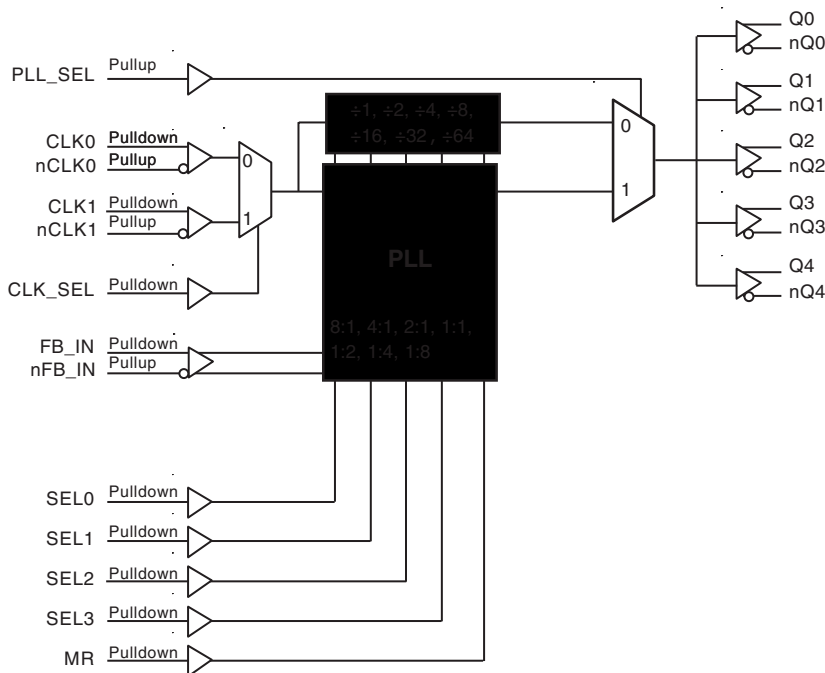 PLL_SEL Pullup
÷1, ÷2, ÷4, ÷8,
÷16, ÷32, ÷64
0
1
CLK0 Pulldown
nCLK0 Pullup
0
CLK1 Pulldown
nCLK1 Pullup
1
CLK_SEL Pulldown
PLL
8:1, 4:1, 2:1, 1:1,
1:2, 1:4, 1:8
FB_IN Pulldown
nFB_IN Pullup
SEL0 Pulldown
SEL1 Pulldown
SEL2 Pulldown
SEL3 Pulldown
MR Pulldown
Q0
nQ0
Q1
nQ1
Q2
nQ2
Q3
nQ3
Q4
nQ4